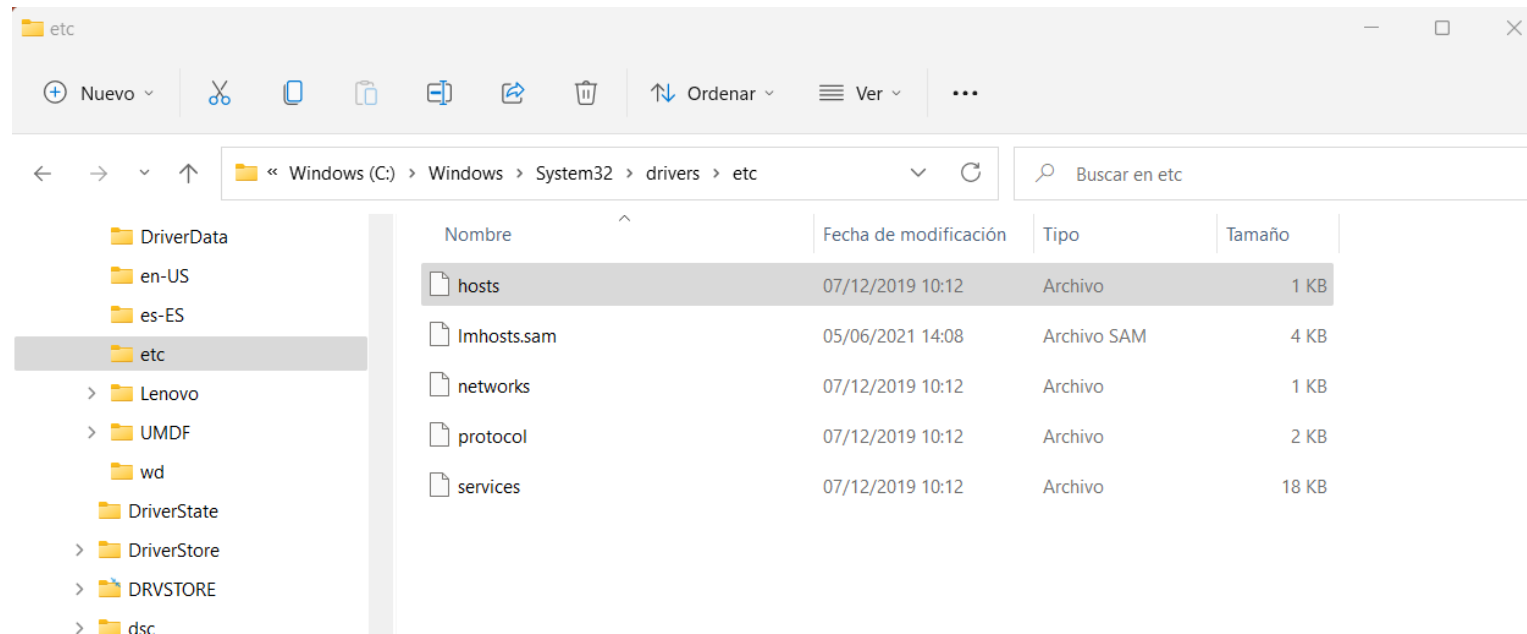 etc
Nuevo Ordenar Ver
« Windows (C:) > Windows > System32 > drivers > etc Buscar en etc
DriverData
en-US
es-ES
etc
Lenovo
UMDF
wd
DriverState
DriverStore
DRVSTORE
dsc
Nombre Fecha de modificación Tipo Tamaño
hosts 07/12/2019 10:12 Archivo 1 KB
lmhosts.sam 05/06/2021 14:08 Archivo SAM 4 KB
networks 07/12/2019 10:12 Archivo 1 KB
protocol 07/12/2019 10:12 Archivo 2 KB
services 07/12/2019 10:12 Archivo 18 KB